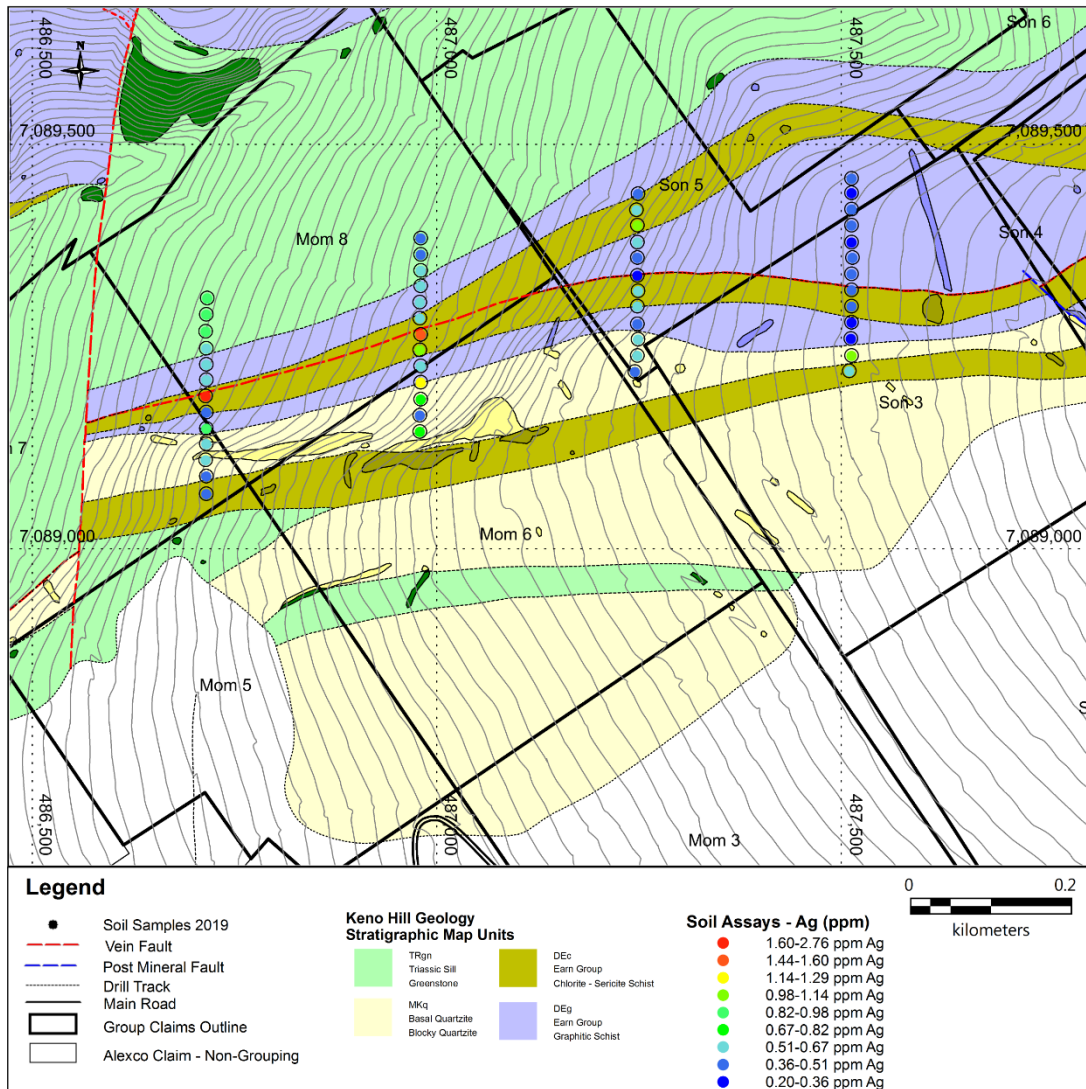 486,500
N
487,000
487,500
Son 6
7,089,500
7,089,500
Son 5
Mom 8
Son 4
Son 3
7
7,089,000
Mom 6
7,089,000
Mom 5
S
486,500
487,000
Mom 3
487,500
Legend
Soil Samples 2019
Vein Fault
Post Mineral Fault
Drill Track
Main Road
Group Claims Outline
Alexco Claim - Non-Grouping
Keno Hill Geology
Stratigraphic Map Units
TRgn
Triassic Sill
Greenstone
MKq
Basal Quartzite
Blocky Quartzite
DEc
Earn Group
Chlorite - Sericite Schist
DEg
Earn Group
Graphitic Schist
Soil Assays - Ag (ppm)
1.60-2.76 ppm Ag
1.44-1.60 ppm Ag
1.14-1.29 ppm Ag
0.98-1.14 ppm Ag
0.82-0.98 ppm Ag
0.67-0.82 ppm Ag
0.51-0.67 ppm Ag
0.36-0.51 ppm Ag
0.20-0.36 ppm Ag
0 0.2
kilometers